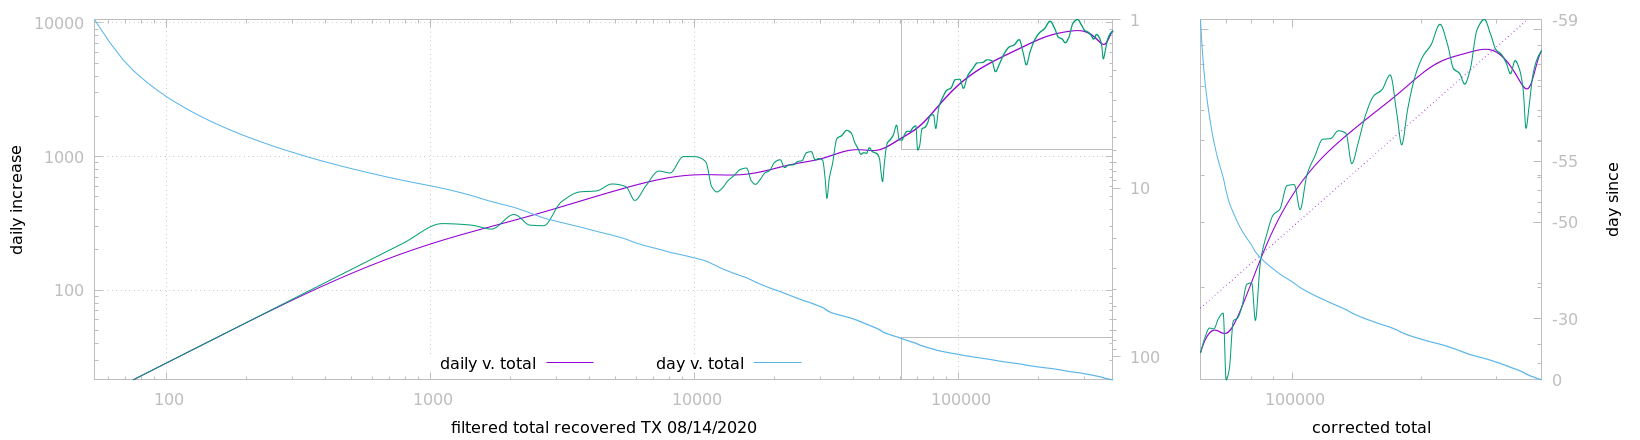 10000
1000
100
daily increase
100
1000
10000
100000
filtered total recovered TX 08/14/2020
daily v. total
day v. total
1
10
100
-59
-55
-50
-30
0
day since
100000
corrected total